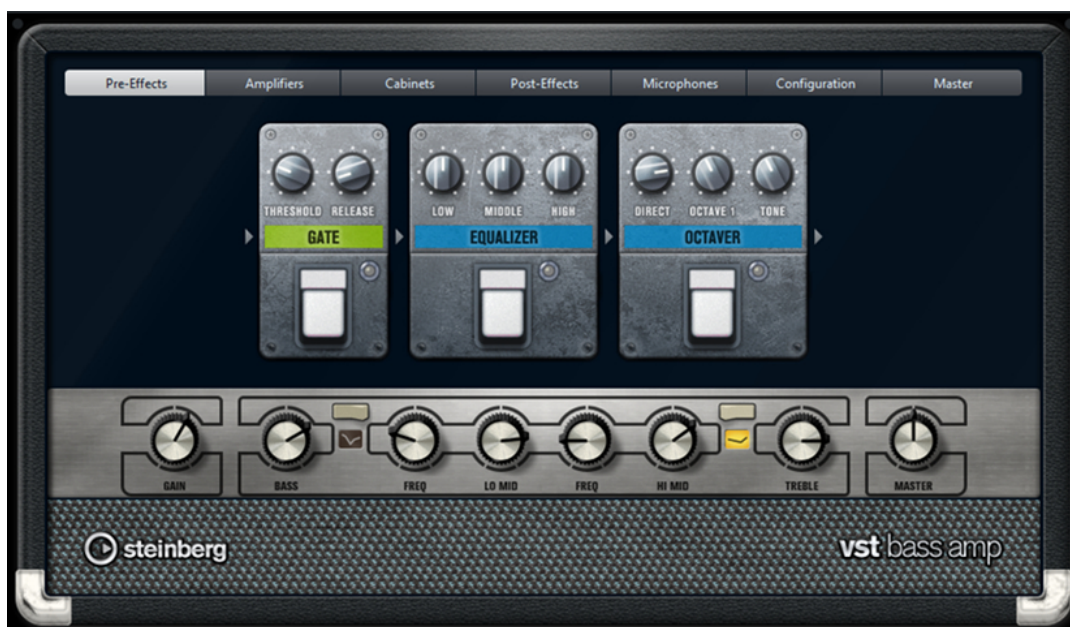 Pre-Effects Amplifiers Cabinets Post-Effects Microphones Configuration Master
THRESHOLD RELEASE
GATE
LOW MIDDLE HIGH
EQUALIZER
DIRECT OCTAVE 1 TONE
OCTAVER
GAIN BASS FREQ LO MID FREQ HI MID TREBLE MASTER
steinberg
vst bass amp